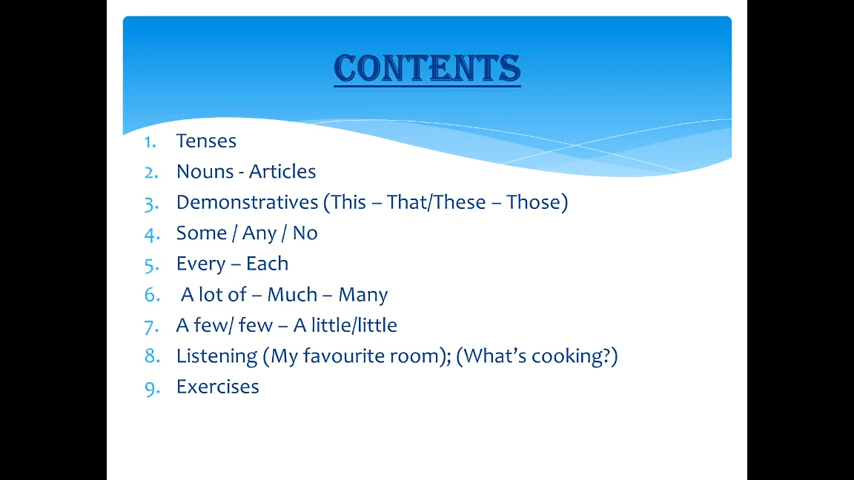 CONTENTS
1. Tenses
2. Nouns - Articles
3. Demonstratives (This – That/These – Those)
4. Some / Any / No
5. Every – Each
6. A lot of – Much – Many
7. A few/ few – A little/little
8. Listening (My favourite room); (What's cooking?)
9. Exercises